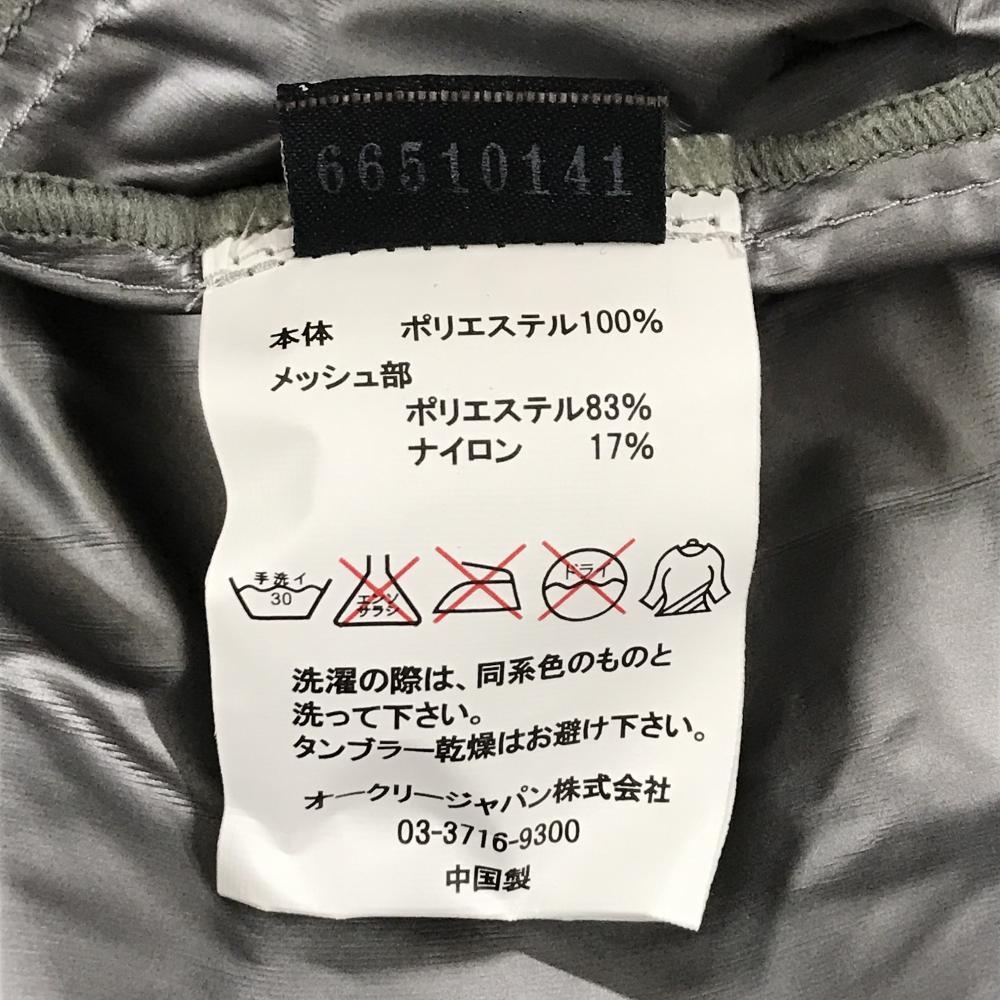 66510141
本体 ポリエステル100%
メッシュ部
ポリエステル83%
ナイロン 17%
手洗イ
30
エンソ
サラシ
ドライ
洗濯の際は、同系色のものと
洗って下さい。
タンブラー乾燥はお避け下さい。
オークリージャパン株式会社
03-3716-9300
中国製